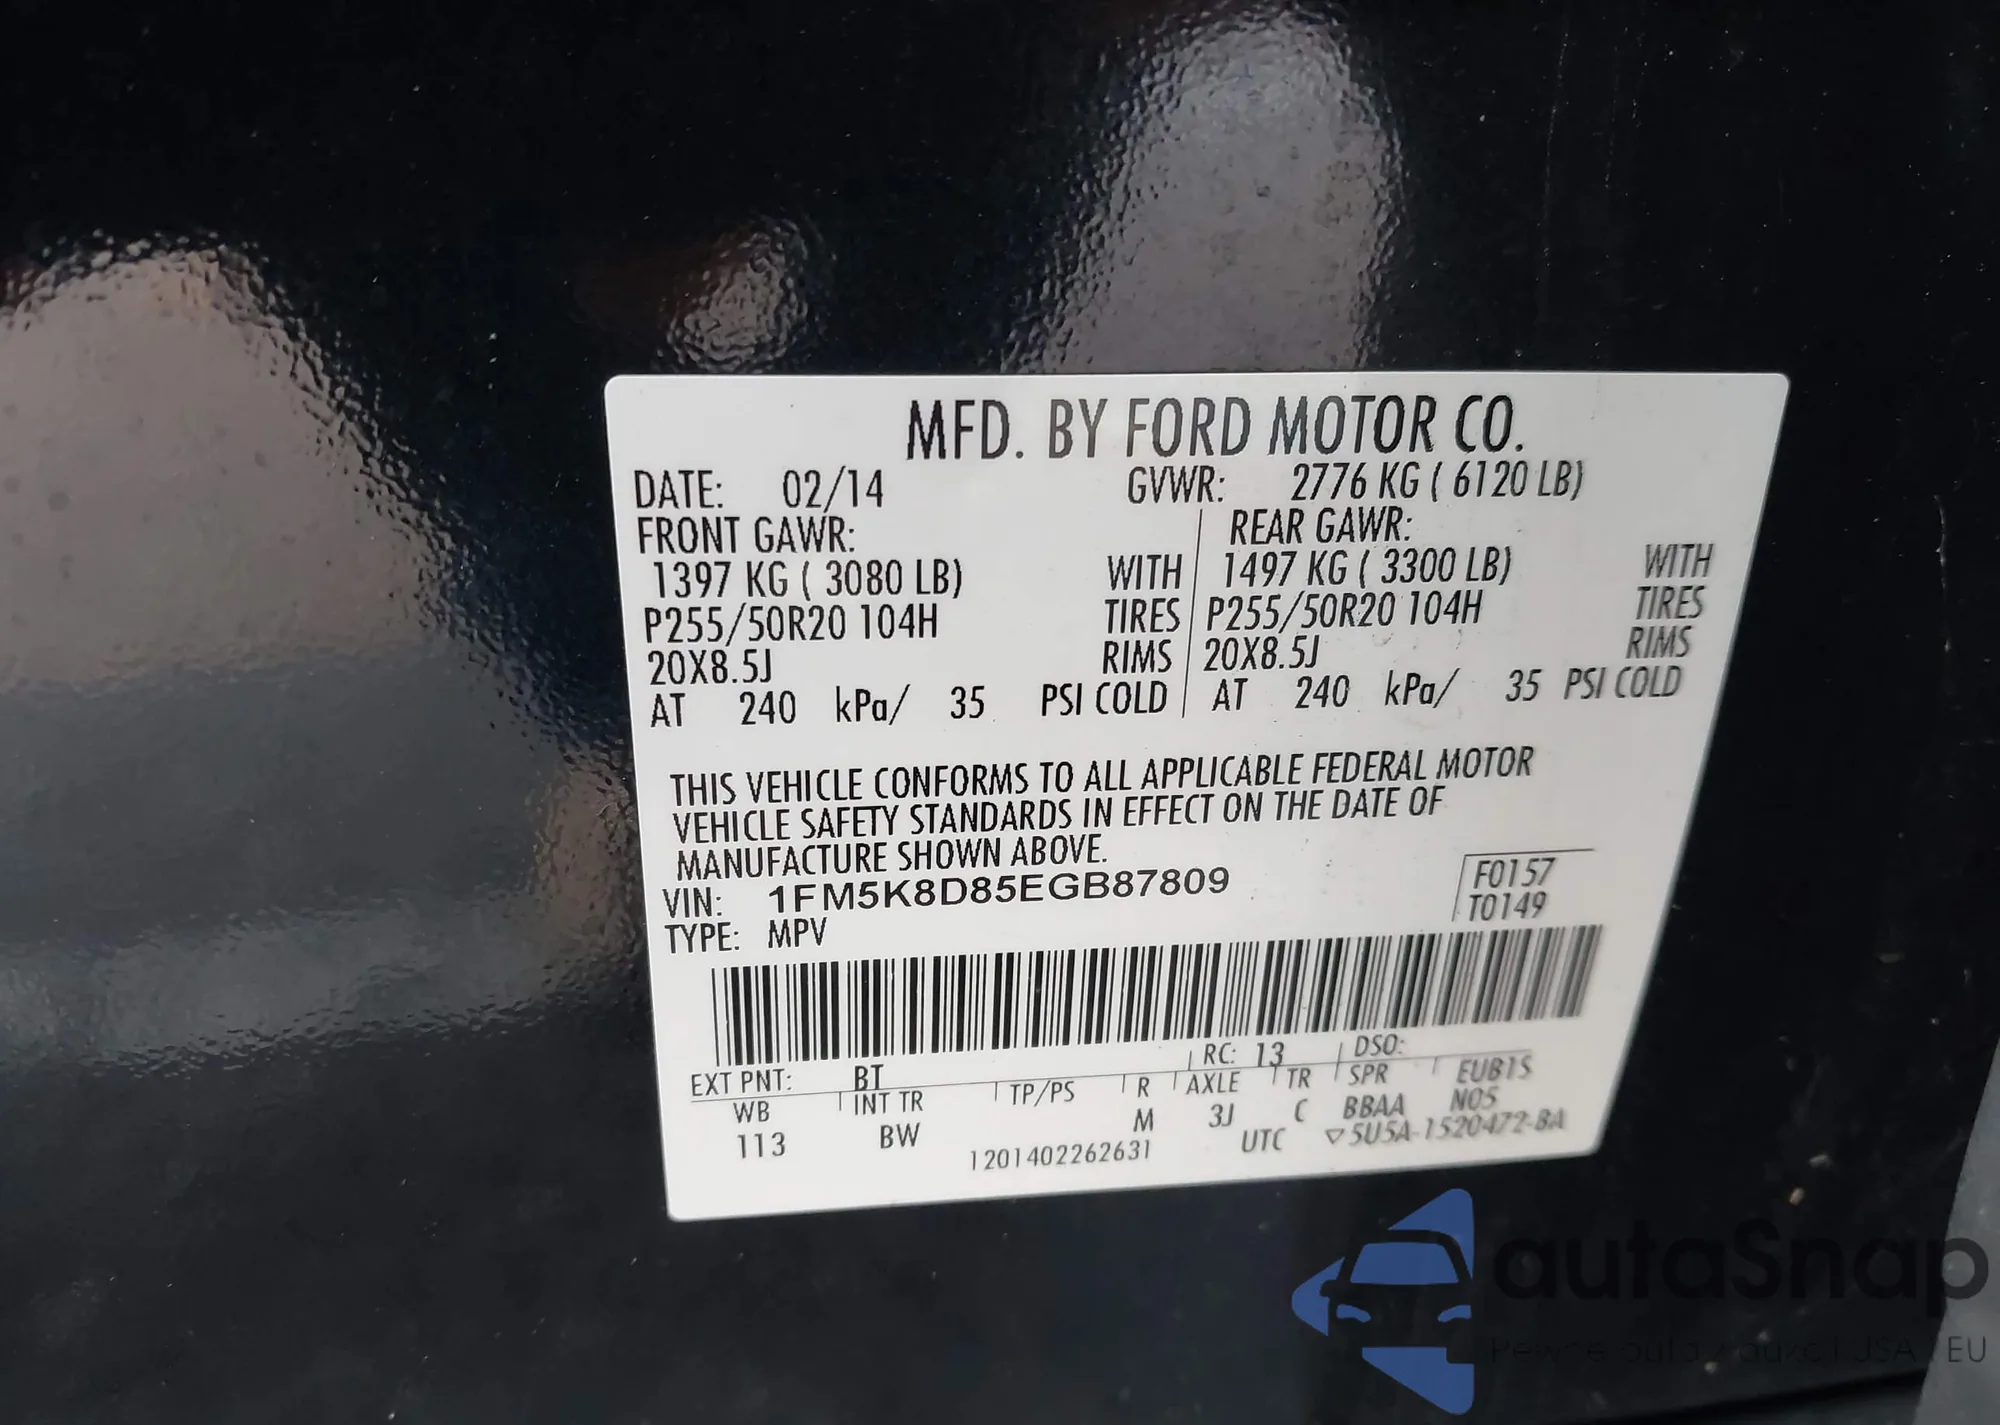 MFD. BY FORD MOTOR CO.
DATE: 02/14 GVWR: 2776 KG ( 6120 LB)
FRONT GAWR: REAR GAWR:
1397 KG ( 3080 LB) WITH 1497 KG ( 3300 LB) WITH
P255/50R20 104H TIRES P255/50R20 104H TIRES
20X8.5J RIMS 20X8.5J RIMS
AT 240 kPa/ 35 PSI COLD AT 240 kPa/ 35 PSI COLD
THIS VEHICLE CONFORMS TO ALL APPLICABLE FEDERAL MOTOR
VEHICLE SAFETY STANDARDS IN EFFECT ON THE DATE OF
MANUFACTURE SHOWN ABOVE.
VIN: 1FM5K8D85EGB87809
TYPE: MPV
F0157
T0149
EXT PNT: BT RC: 13 DSO:
WB INT TR TP/PS R AXLE TR SPR EUB1S
113 BW M 3J C BBAA N05
1201402262631 UTC ▽5U5A-1520472-BA
autaSnap
EU